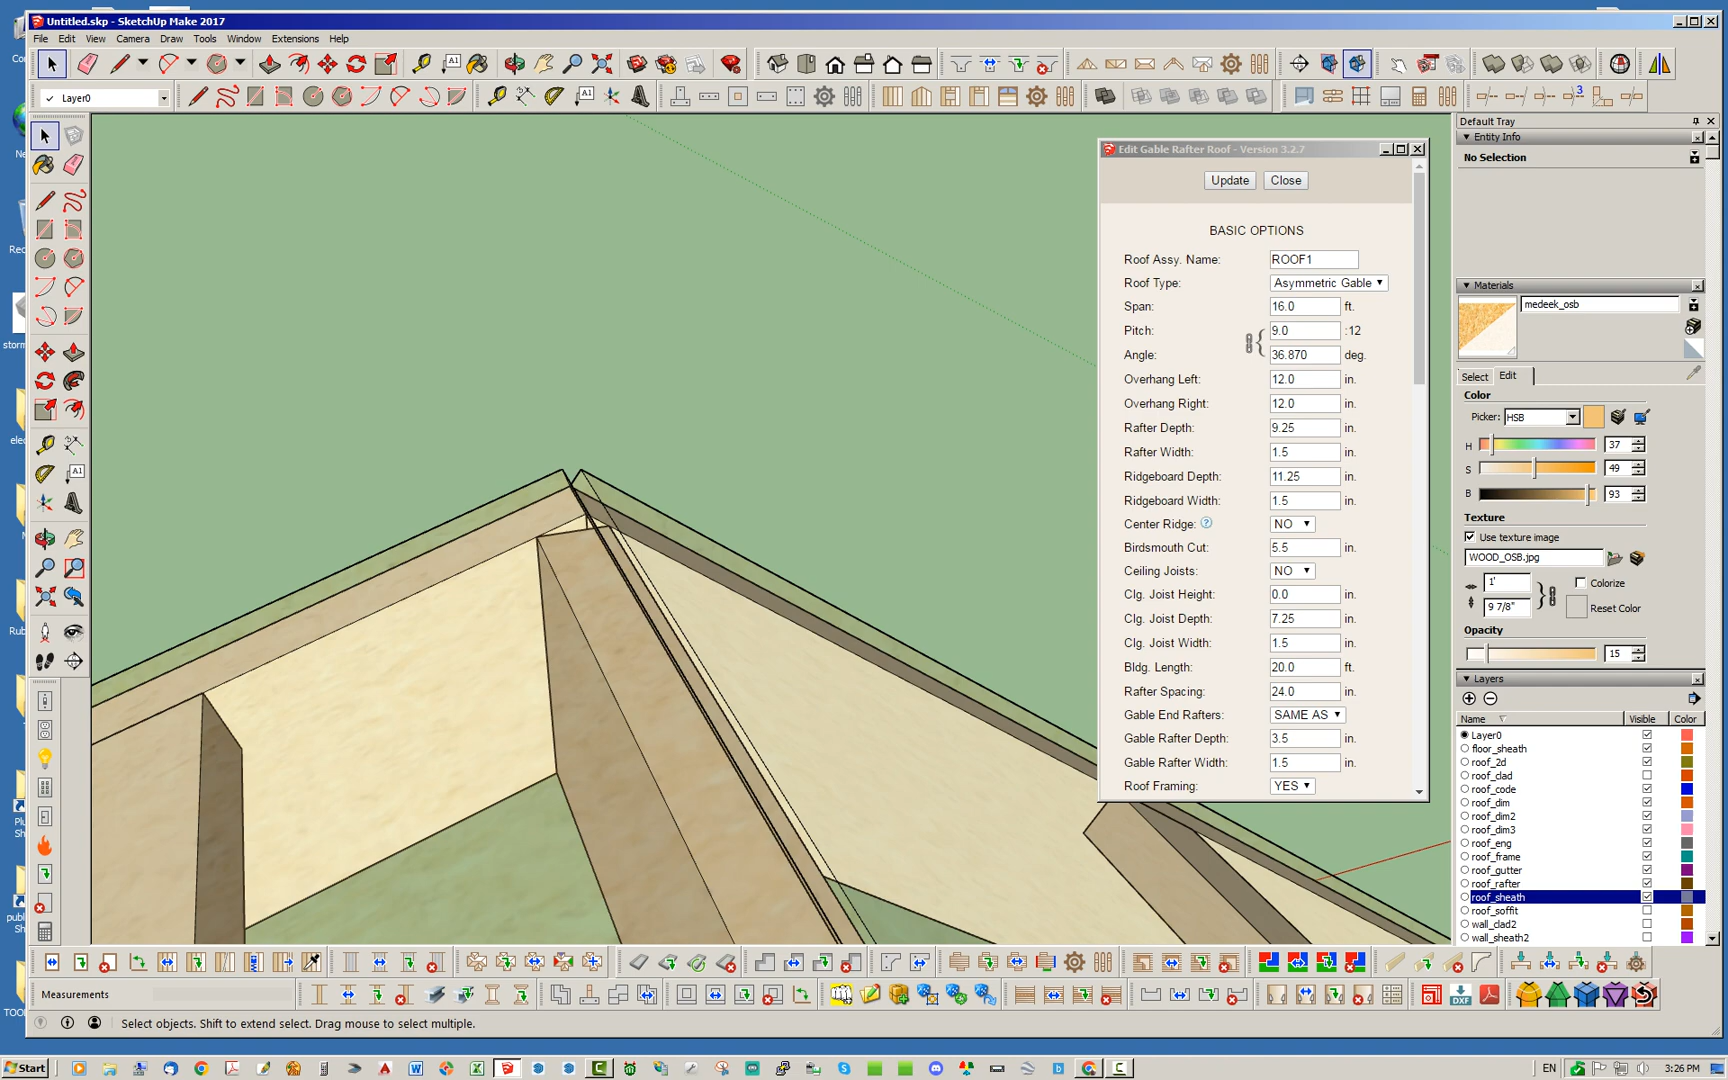 Untitled.skp - SketchUp Make 2017
File Edit View Camera Draw Tools Window Extensions Help
Layer0
Default Tray
Entity Info
No Selection
Edit Gable Rafter Roof - Version 3.2.7
Update Close
BASIC OPTIONS
Roof Assy. Name: ROOF1
Roof Type: Asymmetric Gable
Span: 16.0 ft.
Pitch: 9.0 :12
Angle: 36.870 deg.
Overhang Left: 12.0 in.
Overhang Right: 12.0 in.
Rafter Depth: 9.25 in.
Rafter Width: 1.5 in.
Ridgeboard Depth: 11.25 in.
Ridgeboard Width: 1.5 in.
Center Ridge: ? NO
Birdsmouth Cut: 5.5 in.
Ceiling Joists: NO
Clg. Joist Height: 0.0 in.
Clg. Joist Depth: 7.25 in.
Clg. Joist Width: 1.5 in.
Bldg. Length: 20.0 ft.
Rafter Spacing: 24.0 in.
Gable End Rafters: SAME AS
Gable Rafter Depth: 3.5 in.
Gable Rafter Width: 1.5 in.
Roof Framing: YES
Materials
medeek_osb
Select Edit
Color
Picker: HSB
H 37
S 49
B 93
Texture
Use texture image
WOOD_OSB.jpg
1' Colorize
9 7/8" Reset Color
Opacity
15
Layers
Name Visible Color
Layer0
floor_sheath
roof_2d
roof_clad
roof_code
roof_dim
roof_dim2
roof_dim3
roof_eng
roof_frame
roof_gutter
roof_rafter
roof_sheath
roof_soffit
wall_clad2
wall_sheath2
Measurements
Select objects. Shift to extend select. Drag mouse to select multiple.
Start
EN
3:26 PM